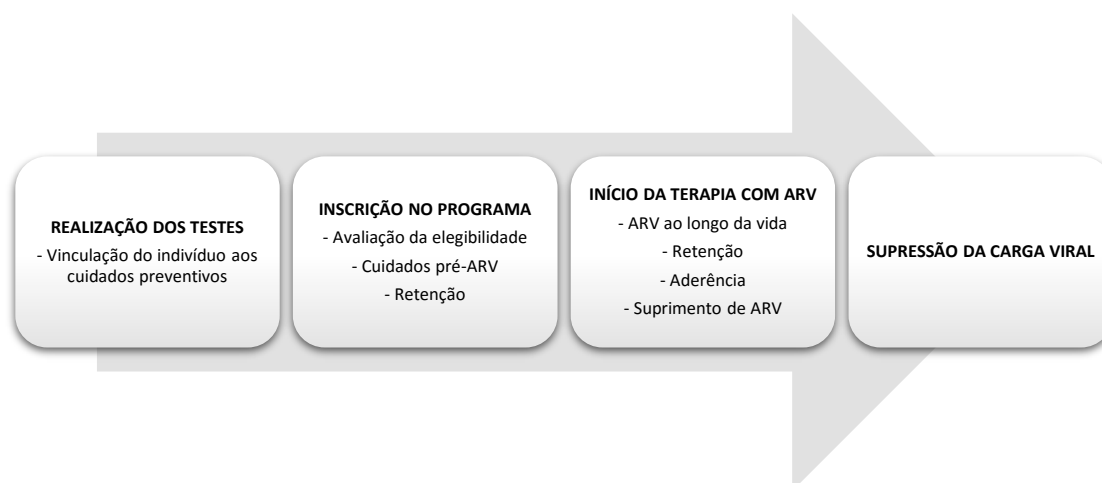 REALIZAÇÃO DOS TESTES
- Vinculação do indivíduo aos
cuidados preventivos
INSCRIÇÃO NO PROGRAMA
- Avaliação da elegibilidade
- Cuidados pré-ARV
- Retenção
INÍCIO DA TERAPIA COM ARV
- ARV ao longo da vida
- Retenção
- Aderência
- Suprimento de ARV
SUPRESSÃO DA CARGA VIRAL